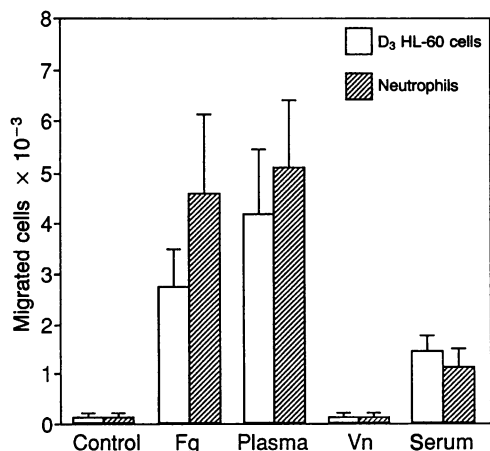 8
7
6
5
4
3
2
1
0
Migrated cells × 10⁻³
D₃ HL-60 cells
Neutrophils
Control Fg Plasma Vn Serum